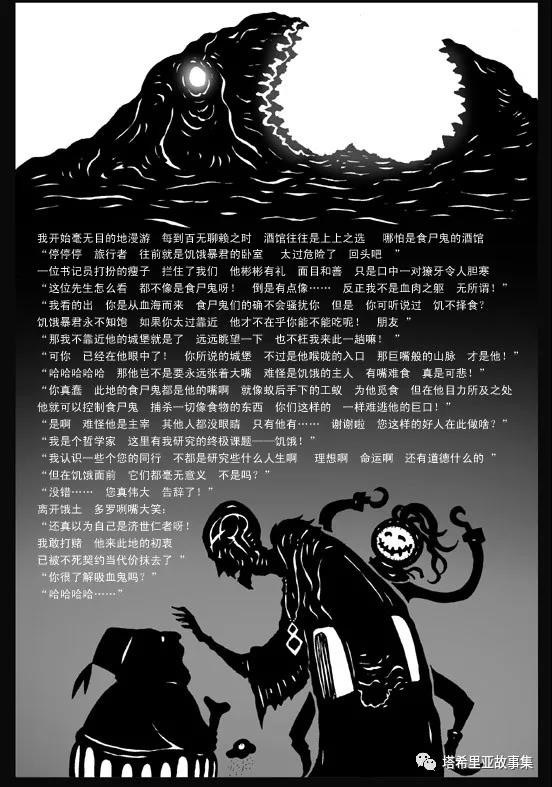 我开始毫无目的地漫游 每到百无聊赖之时 酒馆往往是上上之选 哪怕是食尸鬼的酒馆
“停停停 旅行者 往前就是饥饿暴君的卧室 太过危险了 回头吧 ”
一位书记员打扮的瘦子 拦住了我们 他彬彬有礼 面目和善 只是口中一对獠牙令人胆寒
“这位先生怎么看 都不像是食尸鬼呀! 倒是有点像…… 反正我不是血肉之躯 无所谓!”
“我看的出 你是从血海而来 食尸鬼们的确不会骚扰你 但是 你可听说过 饥不择食?
饥饿暴君永不知饱 如果你太过靠近 他才不在乎你能不能吃呢! 朋友 ”
“那我不靠近他的城堡就是了 远远眺望一下 也不枉我来此一趟嘛! ”
“可你 已经在他眼中了! 你所说的城堡 不过是他喉咙的入口 那巨嘴般的山脉 才是他!”
“哈哈哈哈哈 那他岂不是要永远张着大嘴 难怪是饥饿的主人 有嘴难食 真是可悲!”
“你真蠢 此地的食尸鬼都是他的嘴啊 就像蚁后手下的工蚁 为他觅食 但在他目力所及之处
他就可以控制食尸鬼 捕杀一切像食物的东西 你们这样的 一样难逃他的巨口!”
“是啊 难怪他是主宰 其他人都没眼睛 只有他有…… 谢谢啦 您这样的好人在此做啥?”
“我是个哲学家 这里有我研究的终极课题——饥饿!”
“我认识一些个您的同行 不都是研究些什么人生啊 理想啊 命运啊 还有道德什么的 ”
“但在饥饿面前 它们都毫无意义 不是吗?”
“没错…… 您真伟大 告辞了!”
离开饿土 多罗咧嘴大笑:
“还真以为自己是济世仁者呀!
我敢打赌 他来此地的初衷
已被不死契约当代价抹去了 ”
“你很了解吸血鬼吗?”
“哈哈哈哈……”
塔希里亚故事集